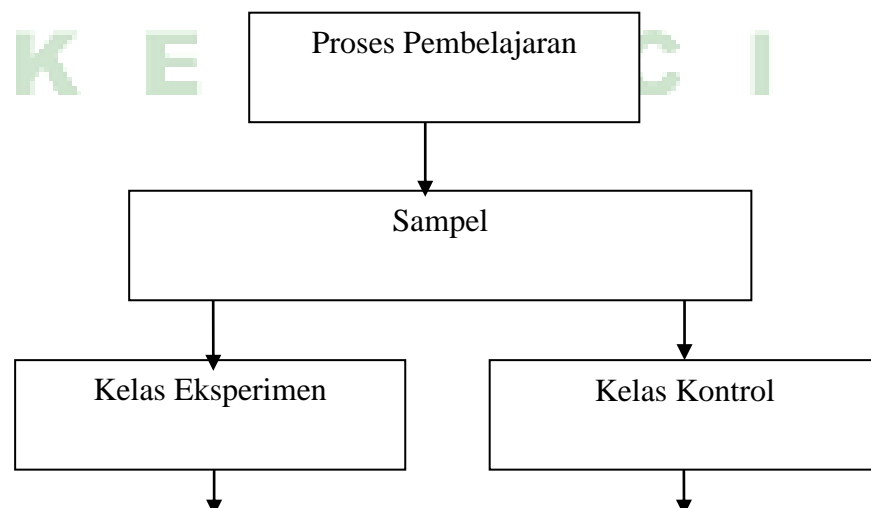 K E C I
Proses Pembelajaran
Sampel
Kelas Eksperimen
Kelas Kontrol